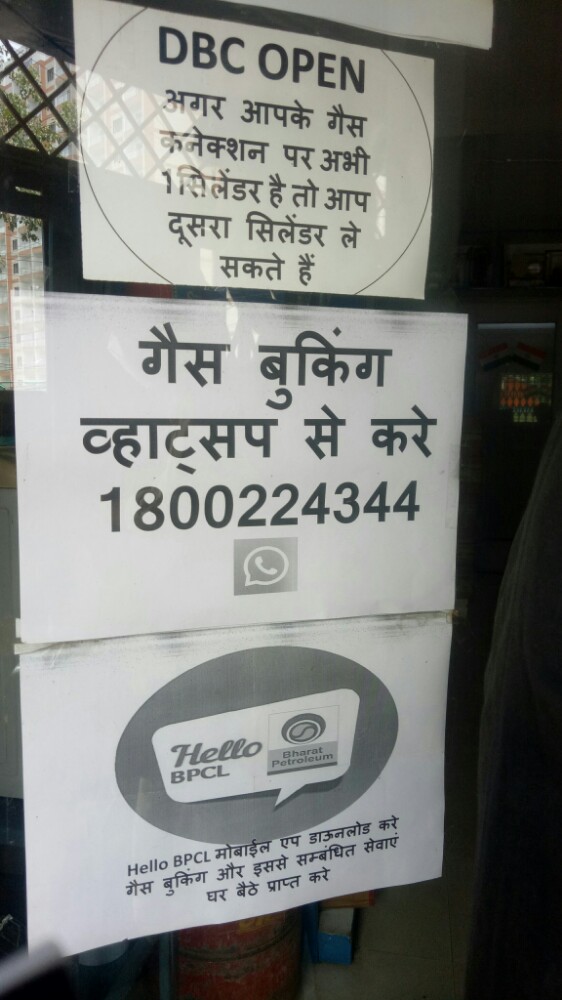 DBC OPEN
अगर आपके गैस
कनेक्शन पर अभी
1 सिलेंडर है तो आप
दूसरा सिलेंडर ले
सकते हैं
गैस बुकिंग
व्हाट्सप से करे
1800224344
Hello
BPCL
Bharat
Petroleum
Hello BPCL मोबाईल एप डाऊनलोड करे
गैस बुकिंग और इससे सम्बंधित सेवाएं
घर बैठे प्राप्त करे